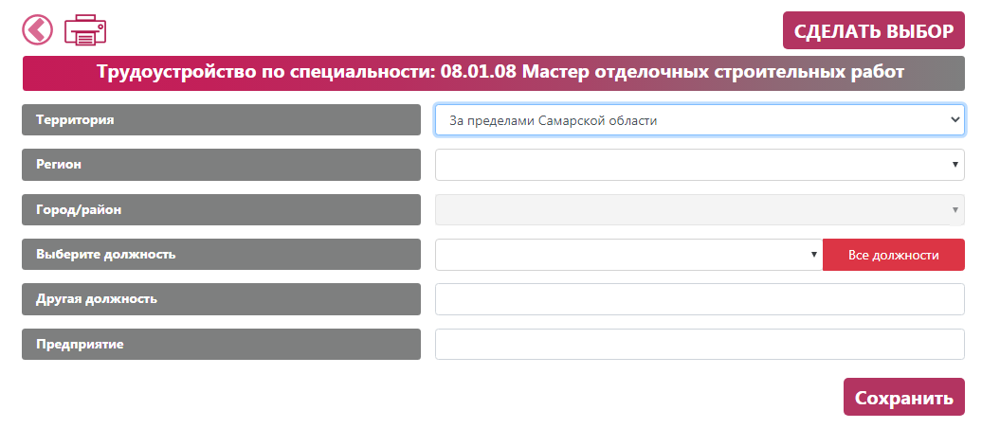 СДЕЛАТЬ ВЫБОР
Трудоустройство по специальности: 08.01.08 Мастер отделочных строительных работ
Территория
За пределами Самарской области
Регион
Город/район
Выберите должность
Все должности
Другая должность
Предприятие
Сохранить